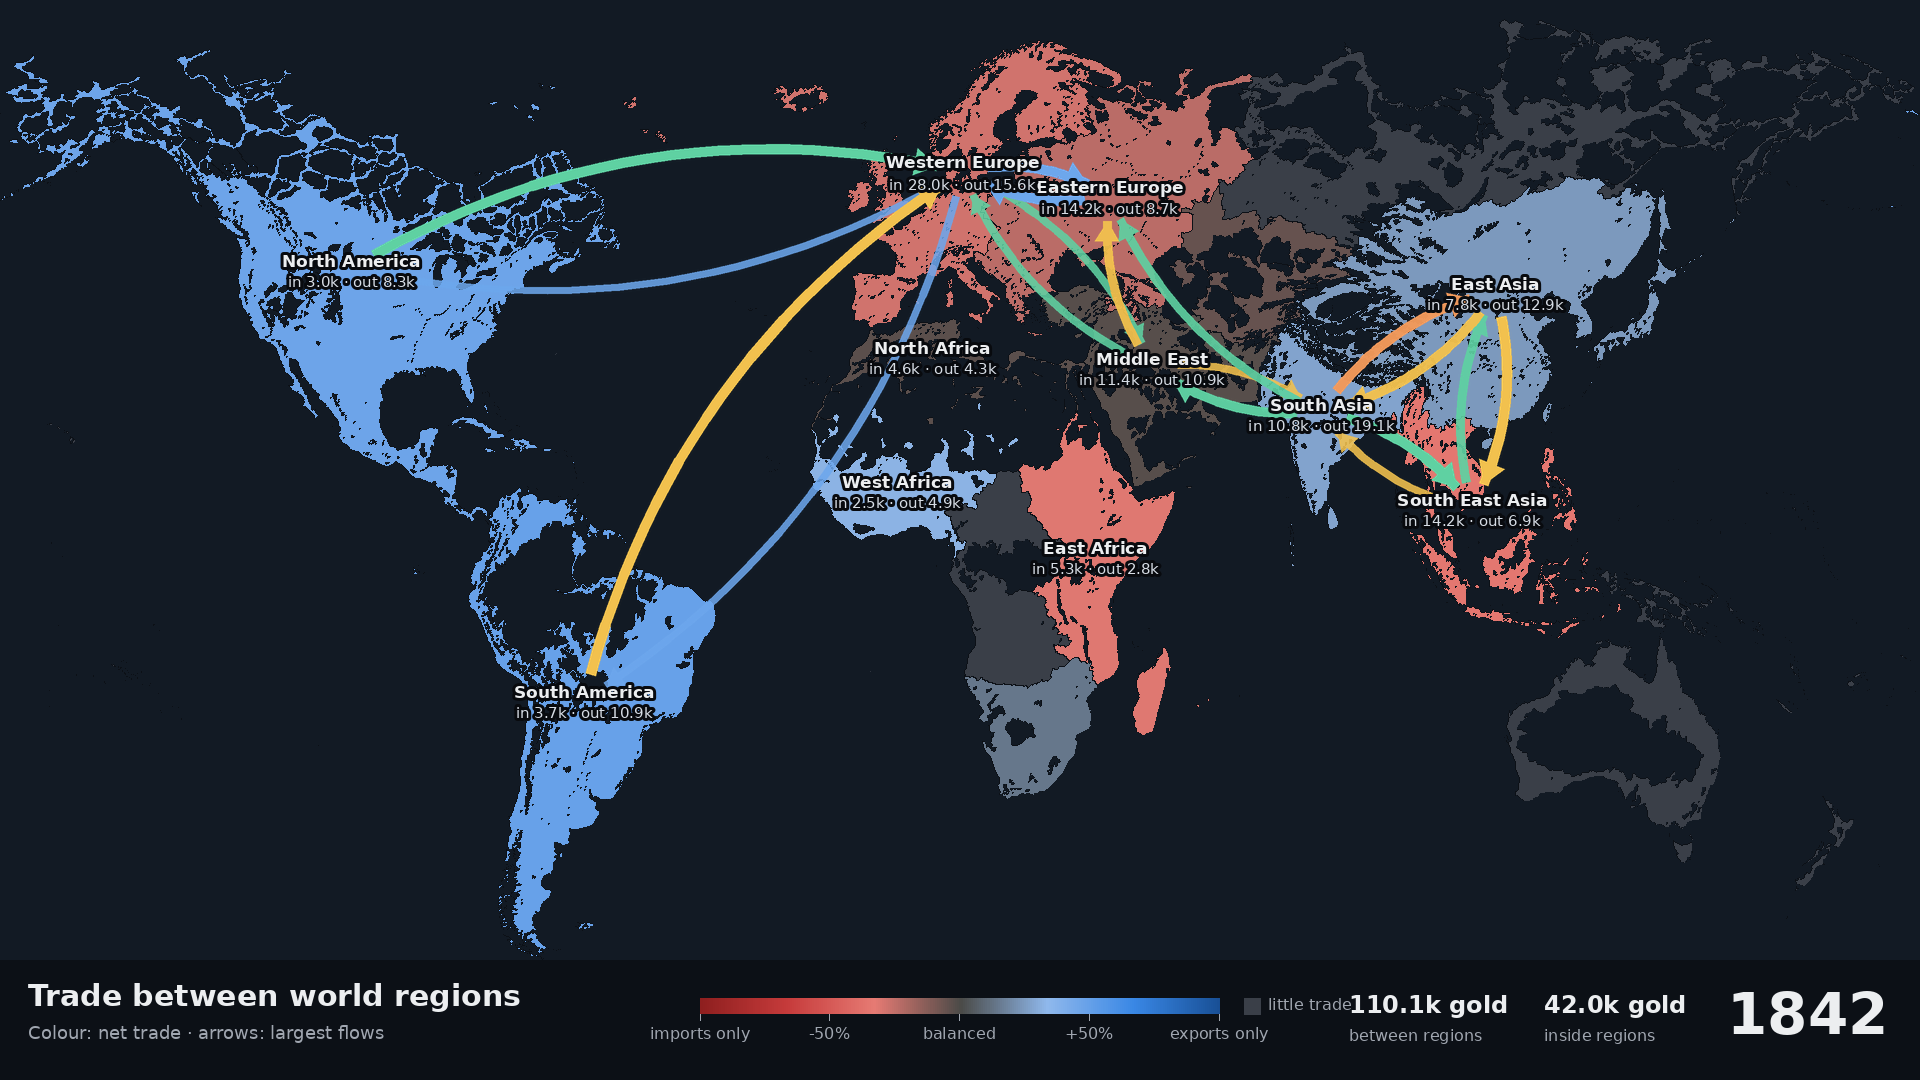 Western Europe
in 28.0k · out 15.6k
Eastern Europe
in 14.2k · out 8.7k
North America
in 3.0k · out 8.3k
East Asia
in 7.8k · out 12.9k
North Africa
in 4.6k · out 4.3k
Middle East
in 11.4k · out 10.9k
South Asia
in 10.8k · out 19.1k
West Africa
in 2.5k · out 4.9k
South East Asia
in 14.2k · out 6.9k
East Africa
in 5.3k · out 2.8k
South America
in 3.7k · out 10.9k
Trade between world regions
Colour: net trade · arrows: largest flows
imports only
-50%
balanced
+50%
exports only
little trade
110.1k gold
between regions
42.0k gold
inside regions
1842